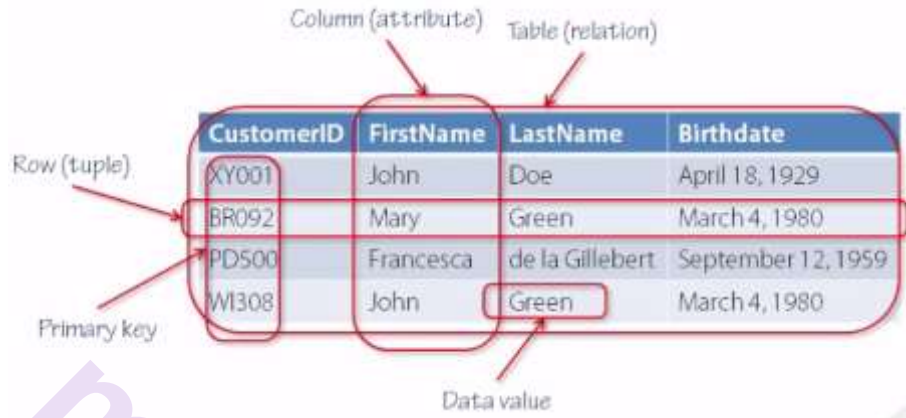 Column (attribute)
Table (relation)
CustomerID FirstName LastName Birthdate
Row (tuple)
XY001 John Doe April 18, 1929
BR092 Mary Green March 4, 1980
PD500 Francesca de la Gillebert September 12, 1959
WI308 John Green March 4, 1980
Primary key
Data value